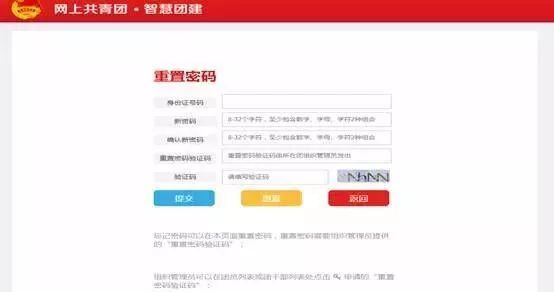 网上共青团·智慧团建
重置密码
身份证号码
新密码 8-32个字符，至少包含数字、字母、字符2种组合
确认新密码 8-32个字符，至少包含数字、字母、字符2种组合
重置密码验证码 重置密码验证码由所在团组织管理员发出
验证码 请填写验证码
提交 重置 返回
忘记密码可以在本页面重置密码，重置密码需要组织管理员提供
的“重置密码验证码”；
组织管理员可以在团员列表或团干部列表处点击 申请的“重置
密码验证码”；